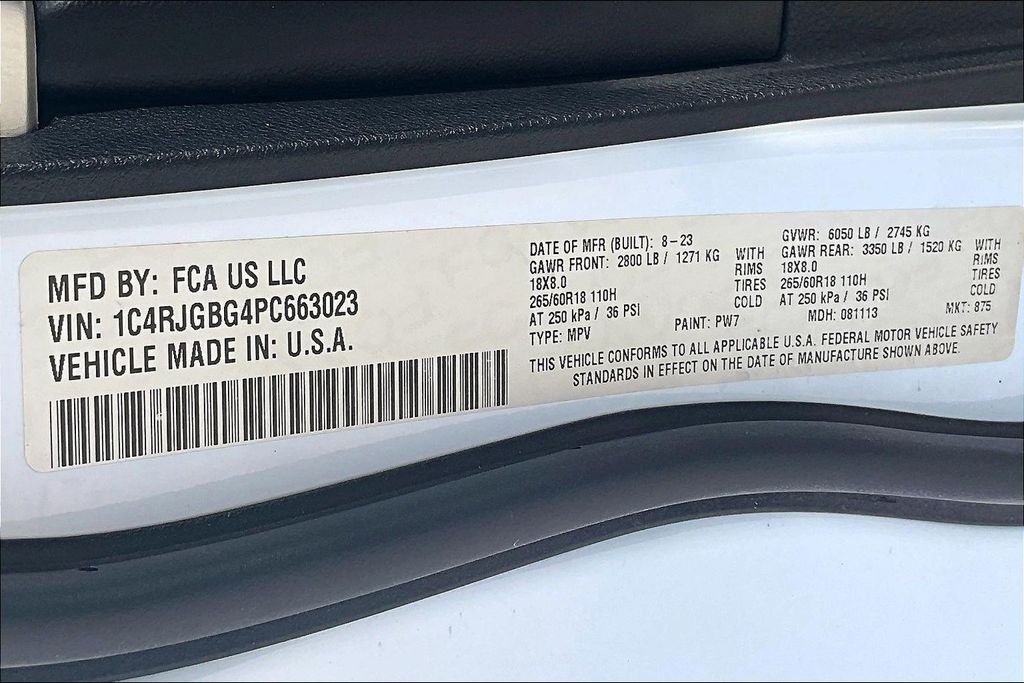 MFD BY: FCA US LLC
VIN: 1C4RJGBG4PC663023
VEHICLE MADE IN: U.S.A.
DATE OF MFR (BUILT): 8-23
GAWR FRONT: 2800 LB / 1271 KG WITH
18X8.0 RIMS
265/60R18 110H TIRES
AT 250 kPa / 36 PSI COLD
TYPE: MPV PAINT: PW7
GVWR: 6050 LB / 2745 KG
GAWR REAR: 3350 LB / 1520 KG WITH
18X8.0 RIMS
265/60R18 110H TIRES
AT 250 kPa / 36 PSI COLD
MDH: 081113 MKT: 875
THIS VEHICLE CONFORMS TO ALL APPLICABLE U.S.A. FEDERAL MOTOR VEHICLE SAFETY
STANDARDS IN EFFECT ON THE DATE OF MANUFACTURE SHOWN ABOVE.